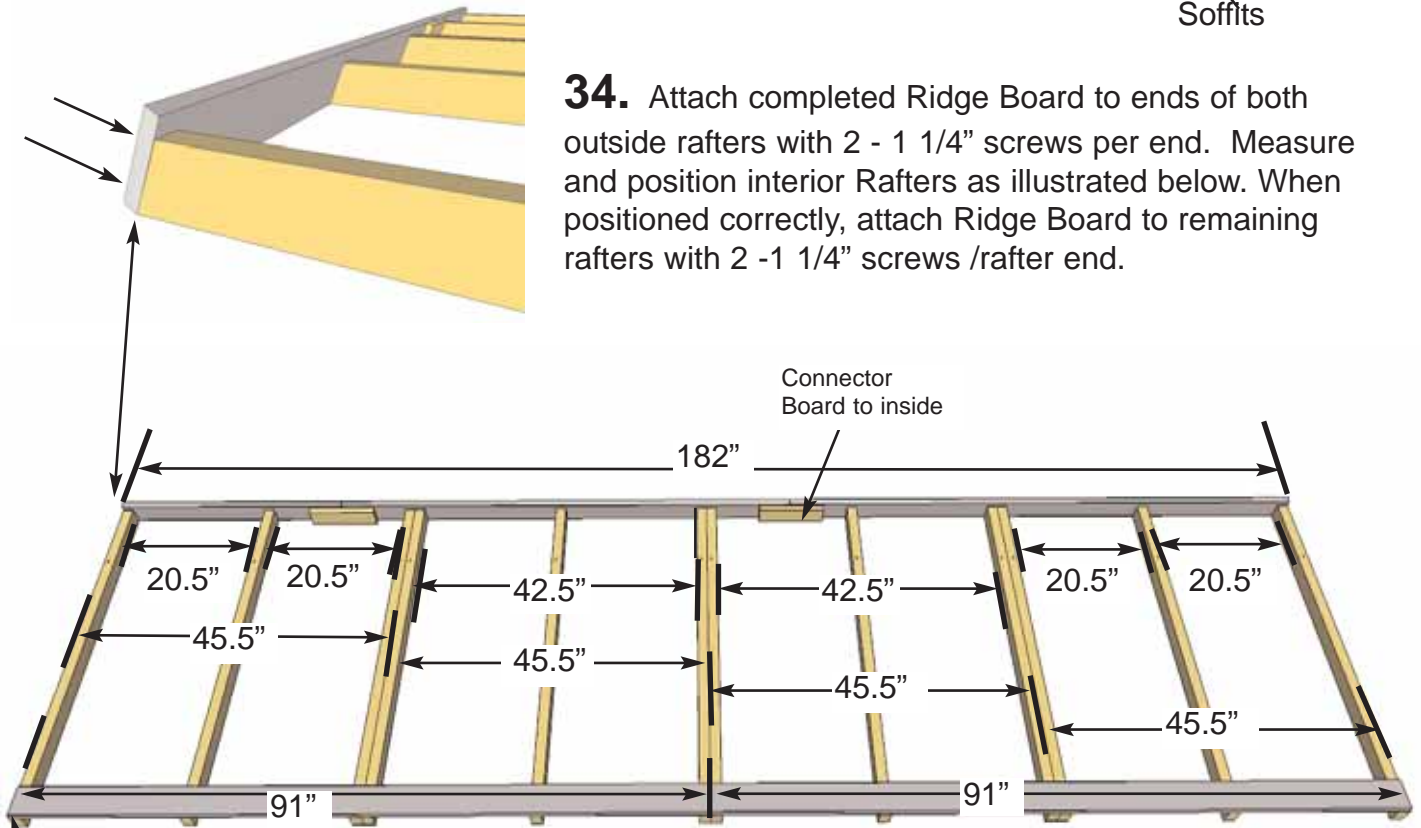 Soffits
34. Attach completed Ridge Board to ends of both
outside rafters with 2 - 1 1/4” screws per end. Measure
and position interior Rafters as illustrated below. When
positioned correctly, attach Ridge Board to remaining
rafters with 2 -1 1/4” screws /rafter end.
Connector
Board to inside
182”
20.5”
20.5”
42.5”
42.5”
20.5”
20.5”
45.5”
45.5”
45.5”
45.5”
91”
91”